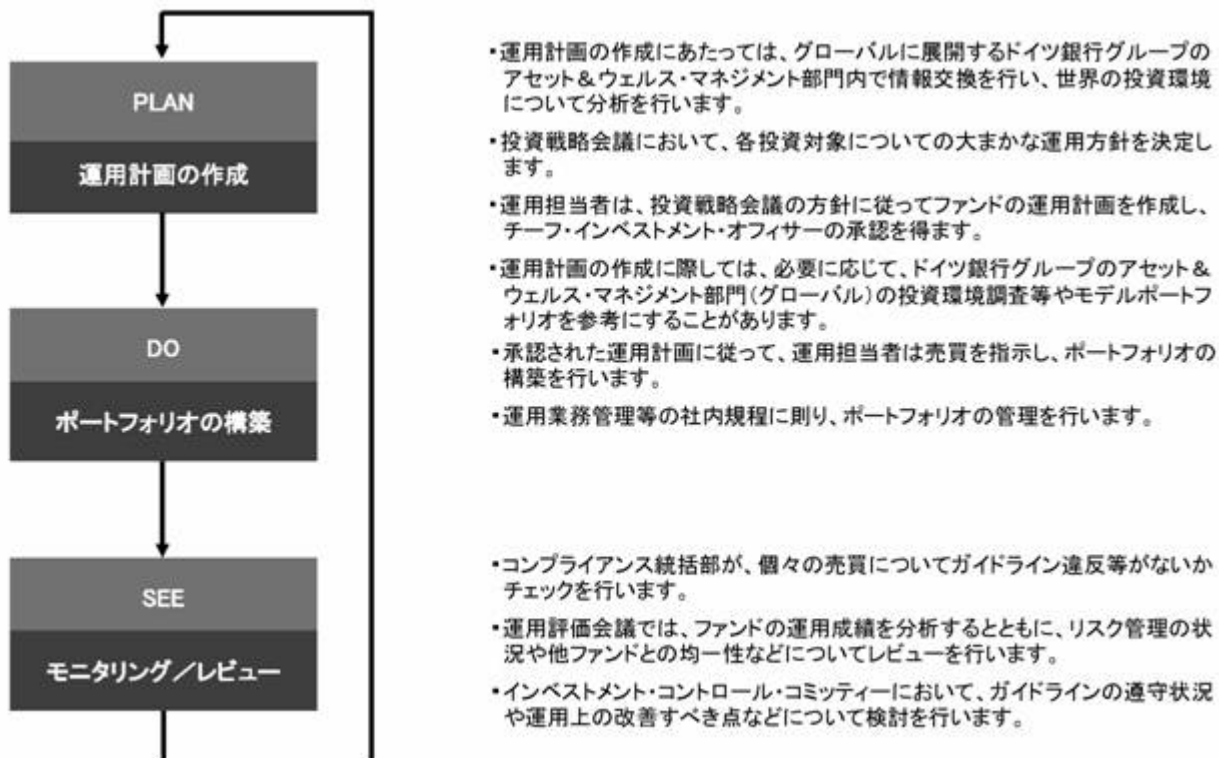 PLAN
運用計画の作成
・運用計画の作成にあたっては、グローバルに展開するドイツ銀行グループの
アセット＆ウェルス・マネジメント部門内で情報交換を行い、世界の投資環境
について分析を行います。
・投資戦略会議において、各投資対象についての大まかな運用方針を決定し
ます。
・運用担当者は、投資戦略会議の方針に従ってファンドの運用計画を作成し、
チーフ・インベストメント・オフィサーの承認を得ます。
・運用計画の作成に際しては、必要に応じて、ドイツ銀行グループのアセット＆
ウェルス・マネジメント部門（グローバル）の投資環境調査等やモデルポートフ
ォリオを参考にすることがあります。
DO
ポートフォリオの構築
・承認された運用計画に従って、運用担当者は売買を指示し、ポートフォリオの
構築を行います。
・運用業務管理等の社内規程に則り、ポートフォリオの管理を行います。
SEE
モニタリング／レビュー
・コンプライアンス統括部が、個々の売買についてガイドライン違反等がないか
チェックを行います。
・運用評価会議では、ファンドの運用成績を分析するとともに、リスク管理の状
況や他ファンドとの均一性などについてレビューを行います。
・インベストメント・コントロール・コミッティーにおいて、ガイドラインの遵守状況
や運用上の改善すべき点などについて検討を行います。